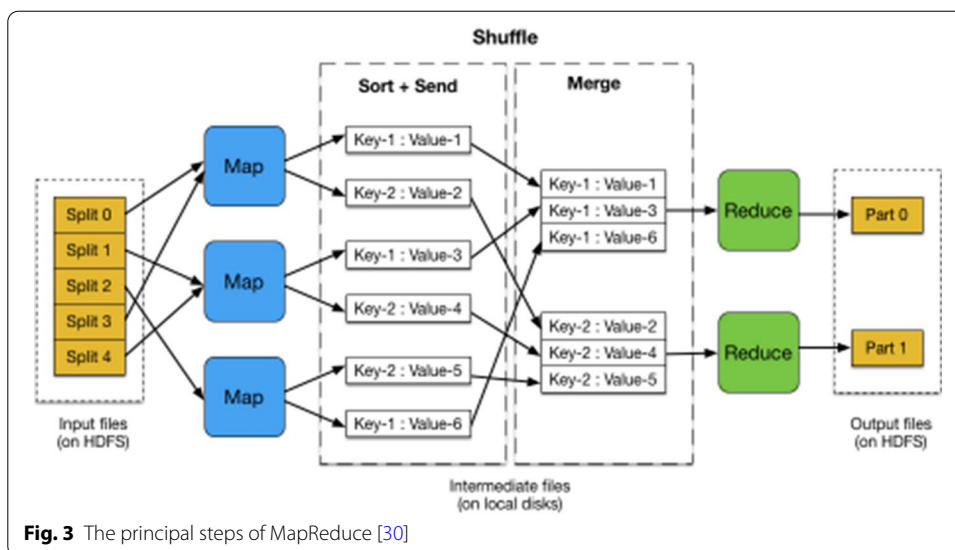 Shuffle
Sort + Send
Merge
Split 0
Split 1
Split 2
Split 3
Split 4
Input files
(on HDFS)
Map
Map
Map
Key-1 : Value-1
Key-2 : Value-2
Key-1 : Value-3
Key-2 : Value-4
Key-2 : Value-5
Key-1 : Value-6
Key-1 : Value-1
Key-1 : Value-3
Key-1 : Value-6
Key-2 : Value-2
Key-2 : Value-4
Key-2 : Value-5
Intermediate files
(on local disks)
Reduce
Reduce
Part 0
Part 1
Output files
(on HDFS)
Fig. 3 The principal steps of MapReduce [30]